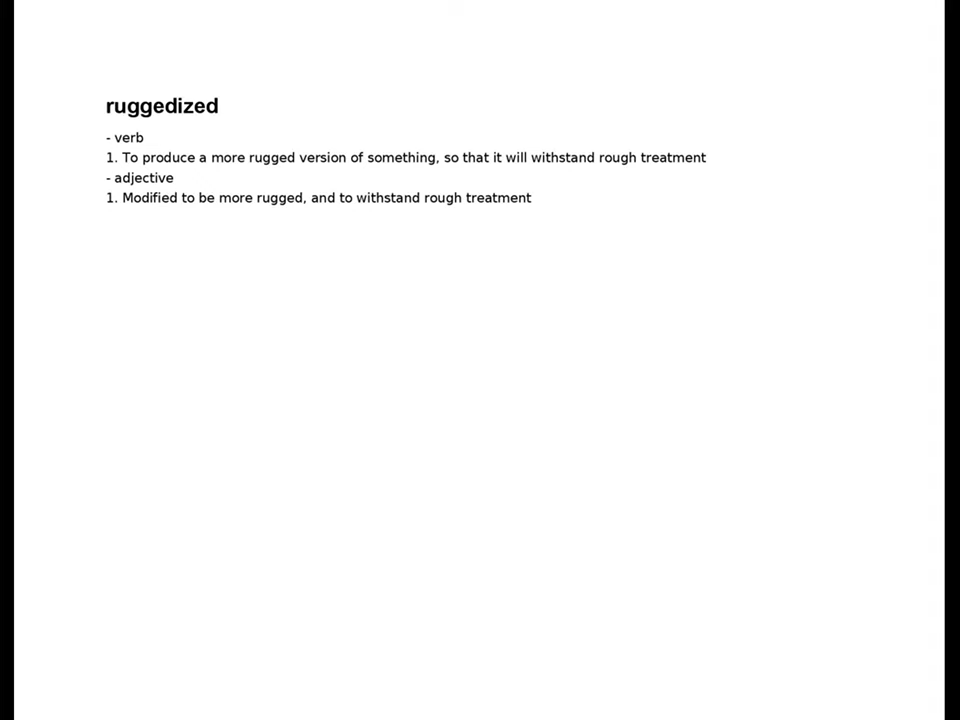 ruggedized
- verb
1. To produce a more rugged version of something, so that it will withstand rough treatment
- adjective
1. Modified to be more rugged, and to withstand rough treatment